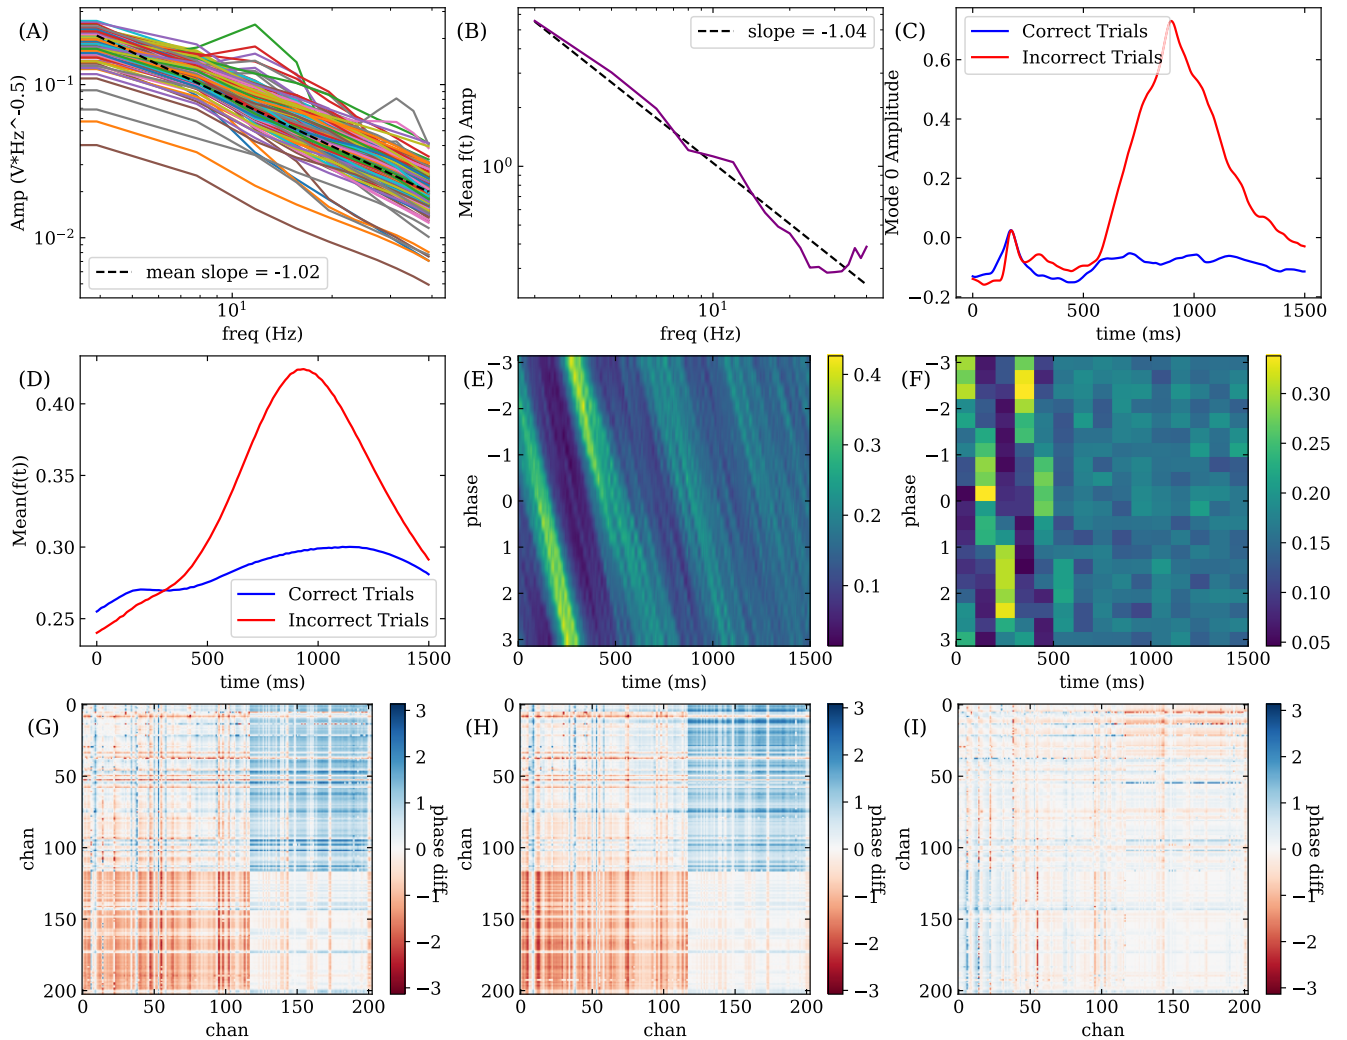 (A)
Amp (V*Hz^-0.5)
10⁻¹
10⁻²
mean slope = -1.02
10¹
freq (Hz)
(B)
Mean f(t) Amp
10⁰
slope = -1.04
10¹
freq (Hz)
(C)
Mode 0 Amplitude
0.6
0.4
0.2
0.0
−0.2
Correct Trials
Incorrect Trials
0 500 1000 1500
time (ms)
(D)
Mean(f(t))
0.40
0.35
0.30
0.25
Correct Trials
Incorrect Trials
0 500 1000 1500
time (ms)
(E)
phase
−3
−2
−1
0
1
2
3
0 500 1000 1500
time (ms)
0.4
0.3
0.2
0.1
(F)
phase
−3
−2
−1
0
1
2
3
0 500 1000 1500
time (ms)
0.30
0.25
0.20
0.15
0.10
0.05
(G)
chan
0
50
100
150
200
0 50 100 150 200
chan
3
2
1
0
−1
−2
−3
phase diff.
(H)
chan
0
50
100
150
200
0 50 100 150 200
chan
3
2
1
0
−1
−2
−3
phase diff.
(I)
chan
0
50
100
150
200
0 50 100 150 200
chan
3
2
1
0
−1
−2
−3
phase diff.